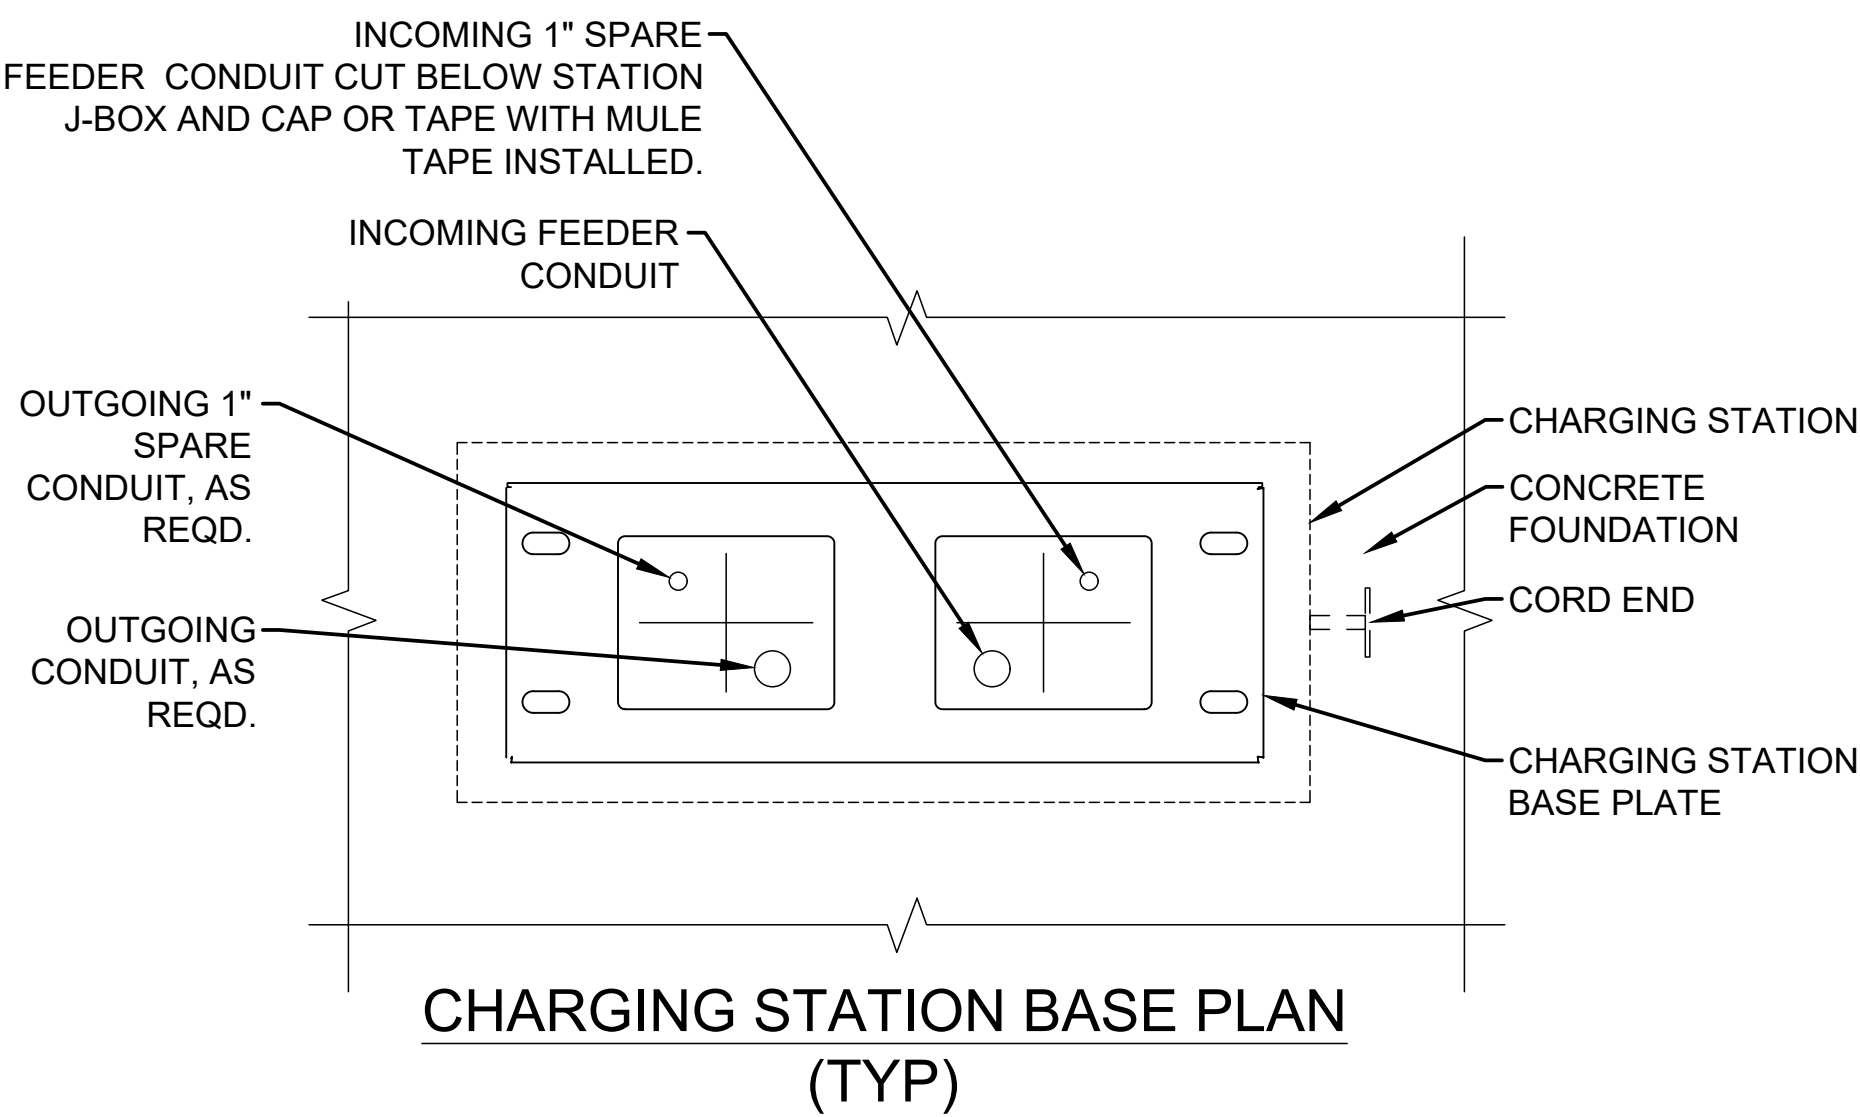 INCOMING 1" SPARE
FEEDER  CONDUIT CUT BELOW STATION
J-BOX AND CAP OR TAPE WITH MULE
TAPE INSTALLED.
INCOMING FEEDER
CONDUIT
OUTGOING 1"
SPARE
CONDUIT, AS
REQD.
OUTGOING
CONDUIT, AS
REQD.
CHARGING STATION
CONCRETE
FOUNDATION
CORD END
CHARGING STATION
BASE PLATE
CHARGING STATION BASE PLAN
(TYP)